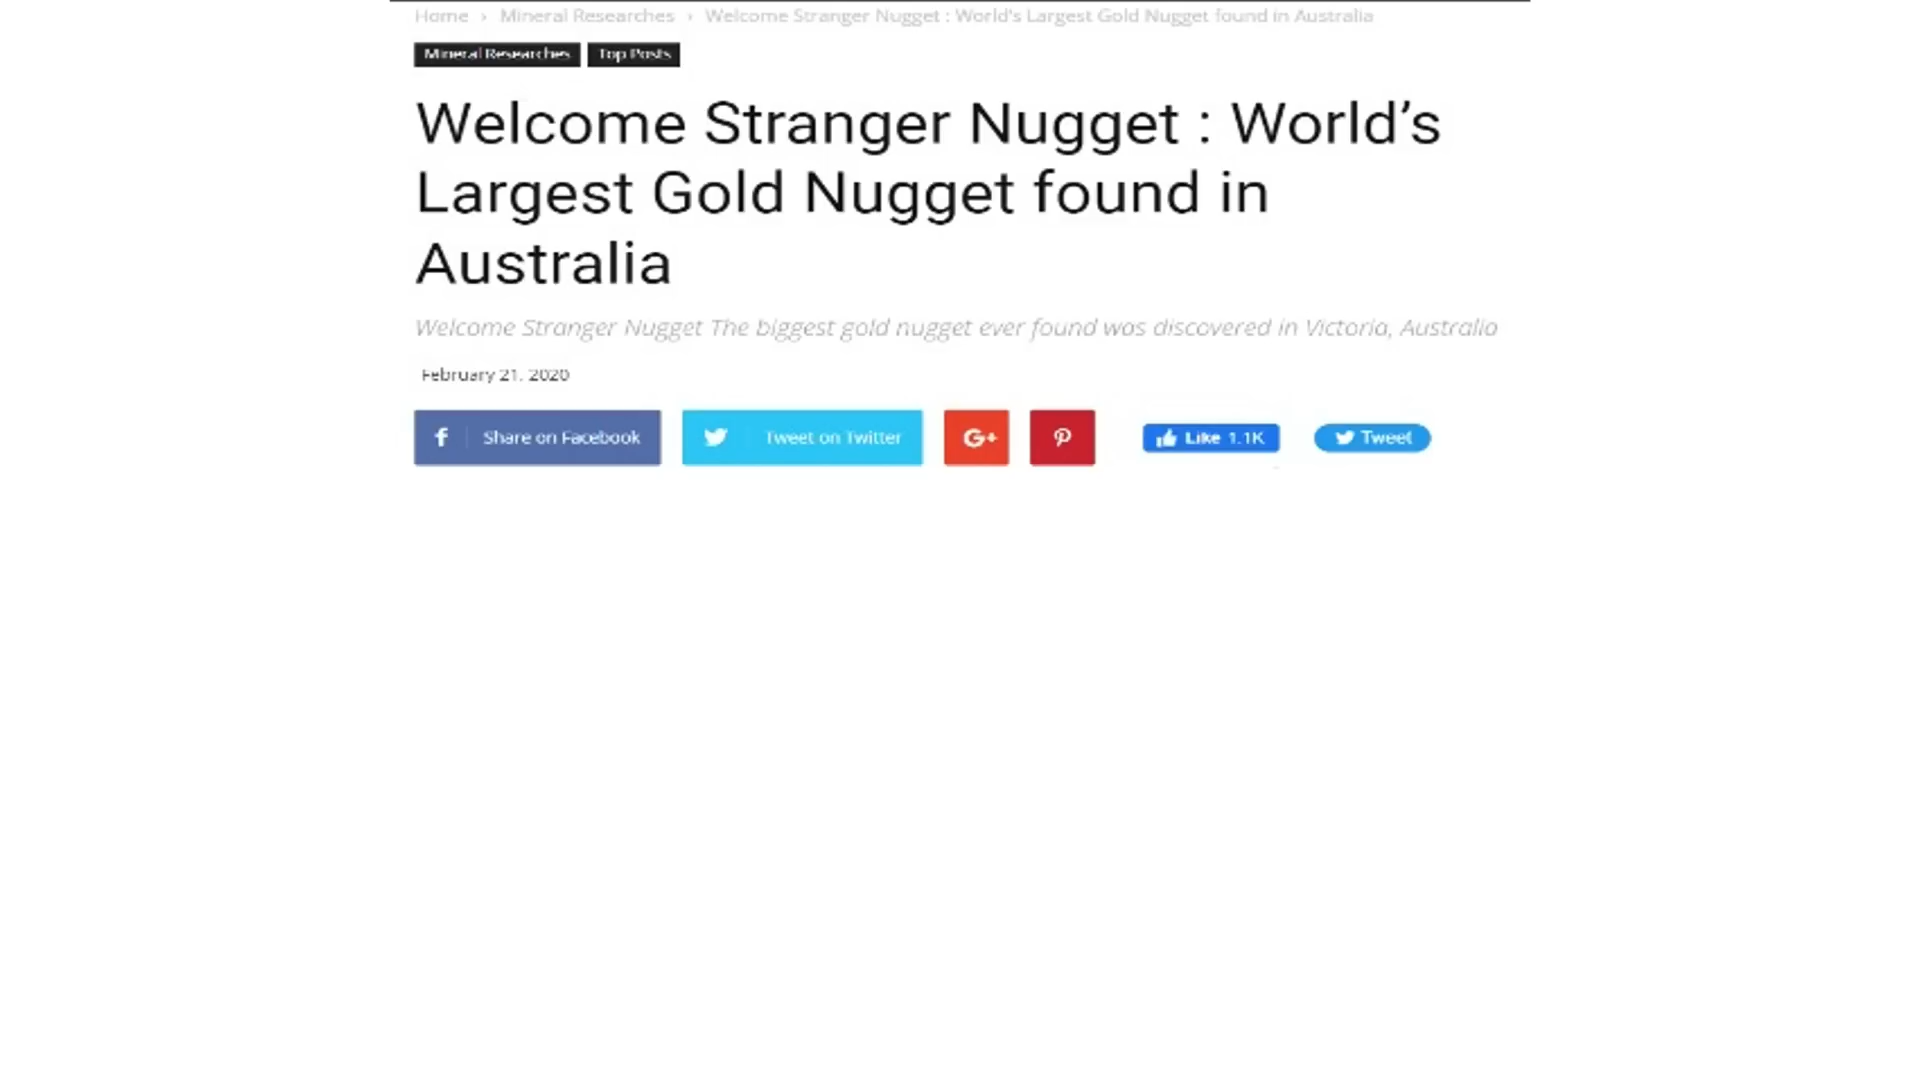 Home › Mineral Researches › Welcome Stranger Nugget : World's Largest Gold Nugget found in Australia
Mineral Researches Top Posts
Welcome Stranger Nugget : World’s
Largest Gold Nugget found in
Australia
Welcome Stranger Nugget The biggest gold nugget ever found was discovered in Victoria, Australia
February 21, 2020
f Share on Facebook Tweet on Twitter G+ Like 1.1K Tweet